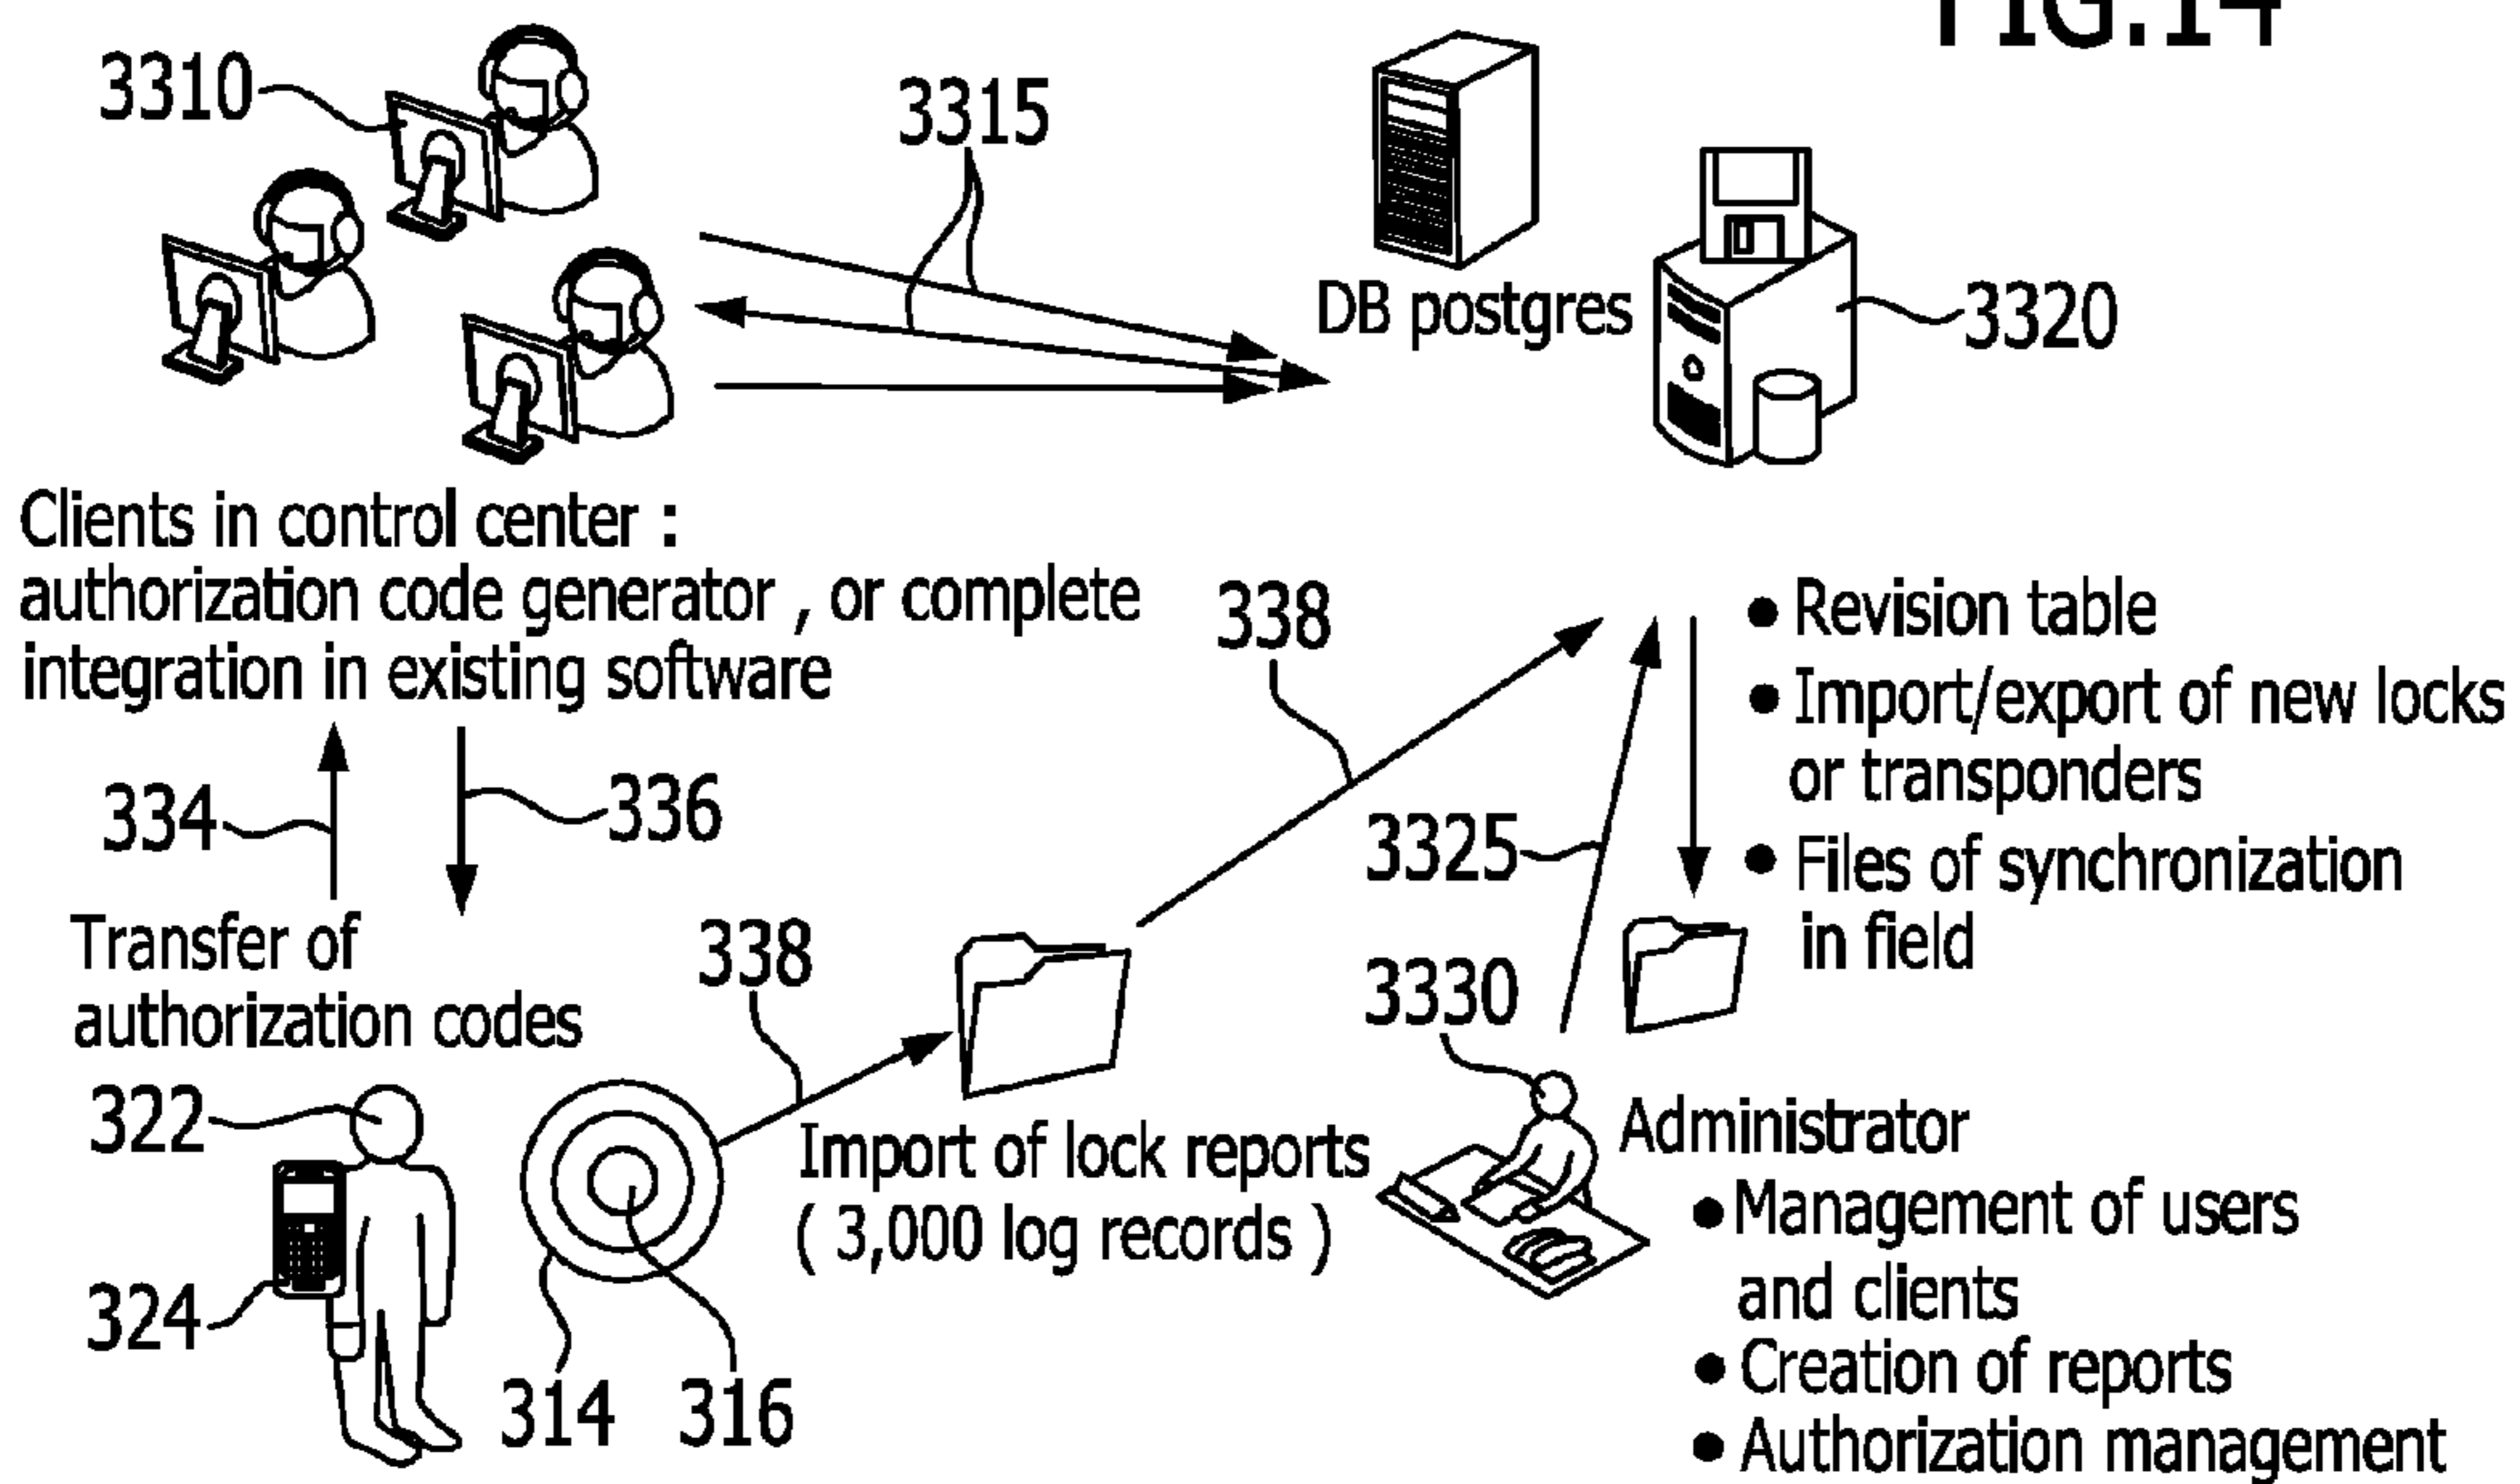 FIG.14
3310
3315
DB postgres
3320
Clients in control center :
authorization code generator , or complete
integration in existing software
338
• Revision table
• Import/export of new locks
or transponders
• Files of synchronization
in field
334
336
3325
Transfer of
authorization codes
338
3330
322
Import of lock reports
( 3,000 log records )
Administrator
• Management of users
and clients
• Creation of reports
• Authorization management
324
314
316